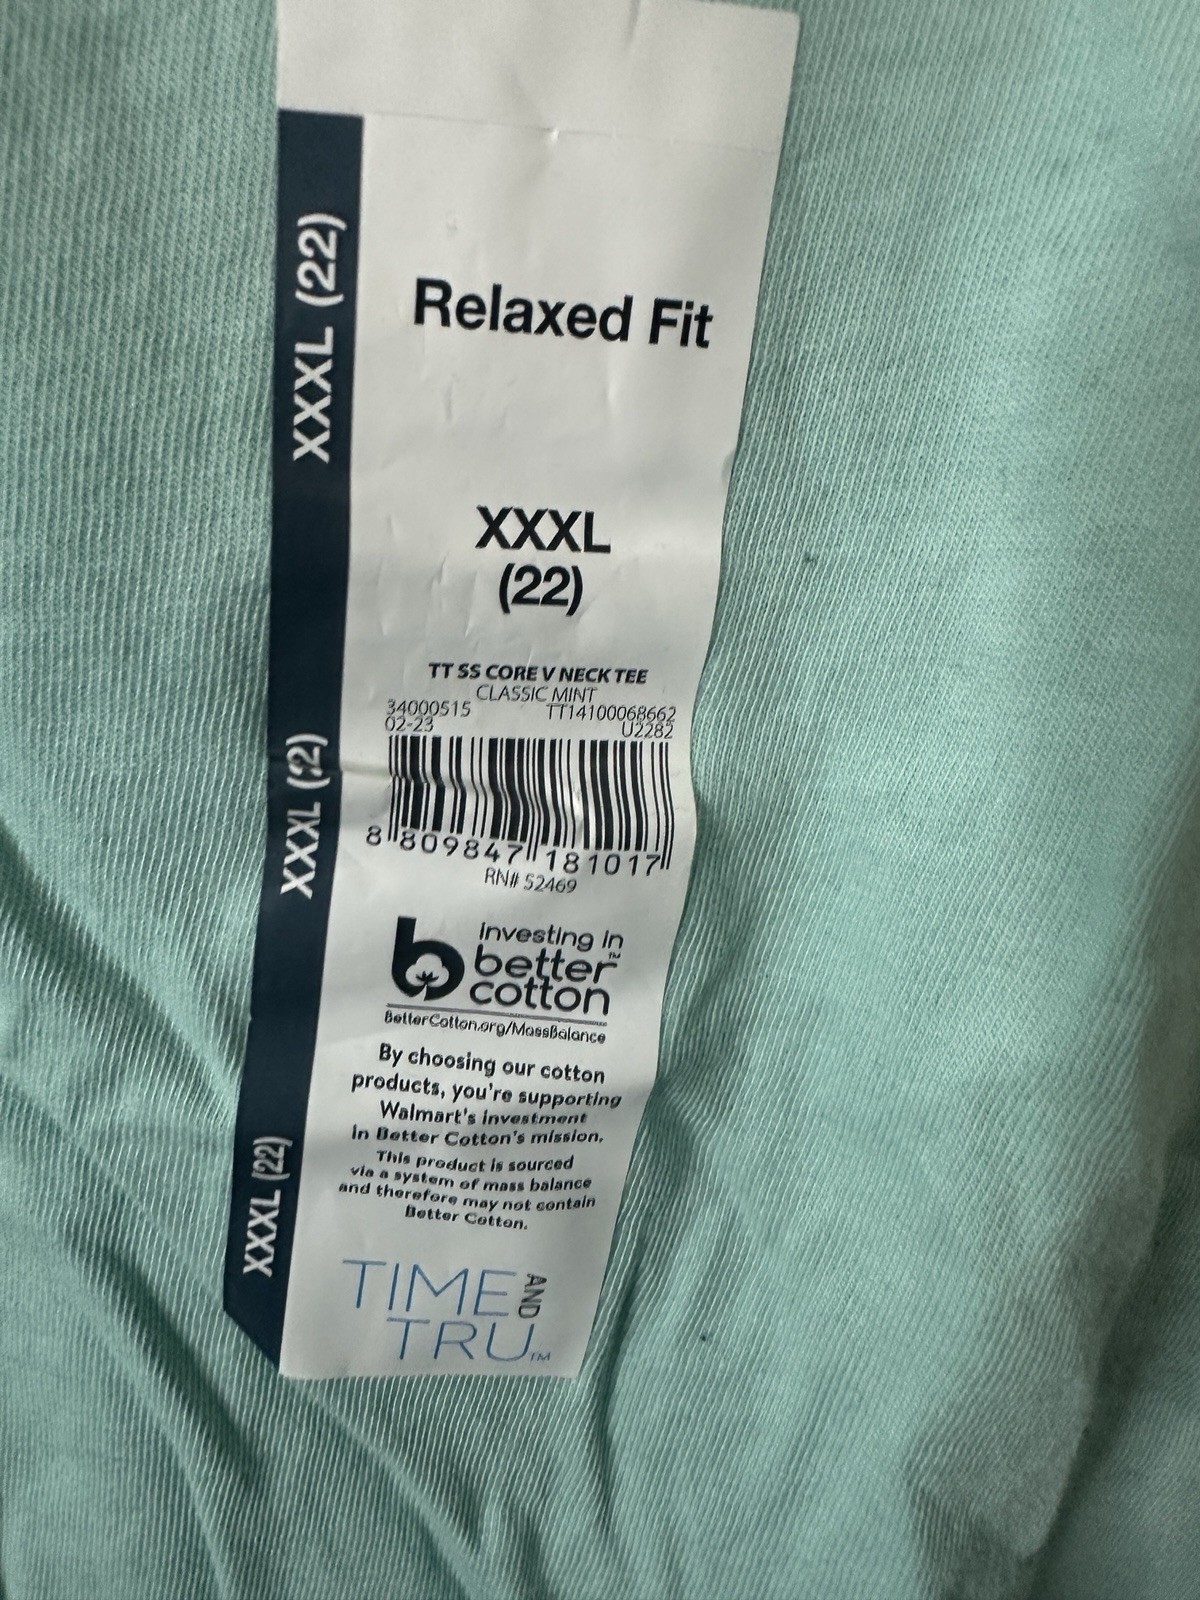 XXXL (22)
Relaxed Fit
XXXL
(22)
TT SS CORE V NECK TEE
CLASSIC MINT
34000515 TT14100068662
02-23 U2282
8 809847 181017
RN# 52469
XXXL (22)
investing in
better™
cotton
BetterCotton.org/MassBalance
By choosing our cotton
products, you're supporting
Walmart's investment
in Better Cotton's mission.
This product is sourced
via a system of mass balance
and therefore may not contain
Better Cotton.
XXXL (22)
TIME AND
TRU™